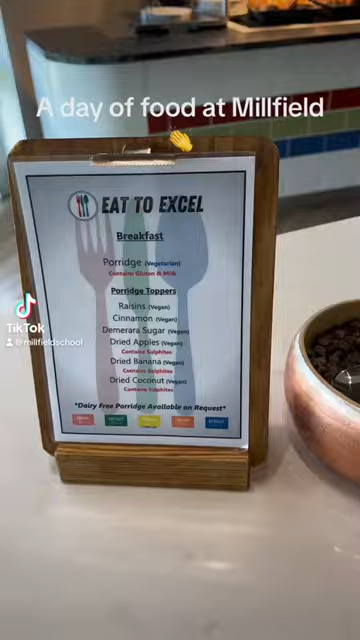 A day of food at Millfield 👏
EAT TO EXCEL
Breakfast
Porridge (Vegetarian)
Contains Gluten & Milk
Porridge Toppers
Raisins (Vegan)
Cinnamon (Vegan)
Demerara Sugar (Vegan)
Dried Apples (Vegan)
Contains Sulphites
Dried Banana (Vegan)
Contains Sulphites
Dried Coconut (Vegan)
Contains Sulphites
*Dairy Free Porridge Available on Request*
TikTok
@millfieldschool